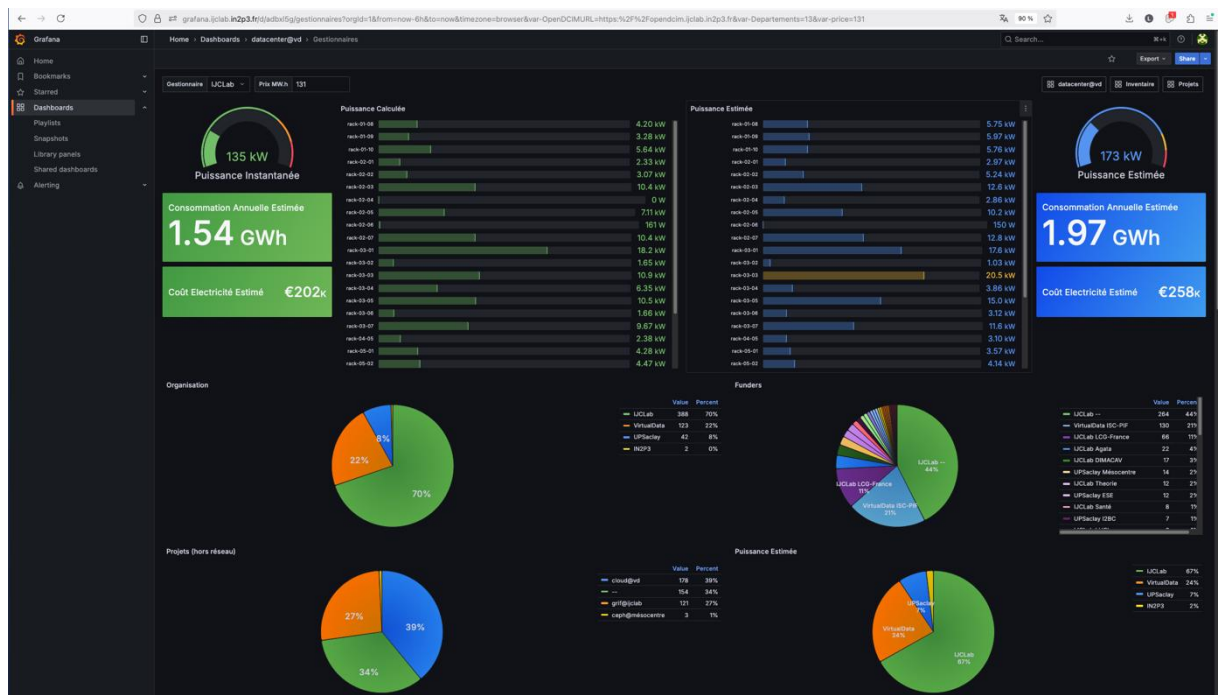 grafana.ijclab.in2p3.fr/d/adbxl5g/gestionnaires?orgId=1&from=now-6h&to=now&timezone=browser&var-OpenDCIMURL=https:%2F%2Fopendcim.ijclab.in2p3.fr&var-Departements=13&var-price=131
90 %
Grafana
Home › Dashboards › datacenter@vd › Gestionnaires
Search...
Home
Bookmarks
Starred
Dashboards
Playlists
Snapshots
Library panels
Shared dashboards
Alerting
Export
Share
Gestionnaire IJCLab
Prix MW.h 131
datacenter@vd
Inventaire
Projets
135 kW
Puissance Instantanée
Consommation Annuelle Estimée
1.54 GWh
Coût Electricité Estimé €202K
Puissance Calculée
rack-01-08 4.20 kW
rack-01-09 3.28 kW
rack-01-10 5.64 kW
rack-02-01 2.33 kW
rack-02-02 3.07 kW
rack-02-03 10.4 kW
rack-02-04 0 W
rack-02-05 7.11 kW
rack-02-06 161 W
rack-02-07 10.4 kW
rack-03-01 18.2 kW
rack-03-02 1.65 kW
rack-03-03 10.9 kW
rack-03-04 6.35 kW
rack-03-05 10.5 kW
rack-03-06 1.66 kW
rack-03-07 9.67 kW
rack-04-05 2.38 kW
rack-05-01 4.28 kW
rack-05-02 4.47 kW
Puissance Estimée
rack-01-08 5.75 kW
rack-01-09 5.97 kW
rack-01-10 5.76 kW
rack-02-01 2.97 kW
rack-02-02 5.24 kW
rack-02-03 12.6 kW
rack-02-04 2.86 kW
rack-02-05 10.2 kW
rack-02-06 150 W
rack-02-07 12.8 kW
rack-03-01 17.6 kW
rack-03-02 1.03 kW
rack-03-03 20.5 kW
rack-03-04 3.86 kW
rack-03-05 15.0 kW
rack-03-06 3.12 kW
rack-03-07 11.6 kW
rack-04-05 3.10 kW
rack-05-01 3.57 kW
rack-05-02 4.14 kW
173 kW
Puissance Estimée
Consommation Annuelle Estimée
1.97 GWh
Coût Electricité Estimé €258K
Organisation
8%
22%
70%
Value Percent
IJCLab 388 70%
VirtualData 123 22%
UPSaclay 42 8%
IN2P3 2 0%
Funders
IJCLab --
44%
IJCLab LCG-France
11%
VirtualData ISC-PIF
21%
Value Percen
IJCLab -- 264 44%
VirtualData ISC-PIF 130 21%
IJCLab LCG-France 66 11%
IJCLab Agata 22 4%
IJCLab DIMACAV 17 3%
UPSaclay Mésocentre 14 2%
IJCLab Theorie 12 2%
UPSaclay ESE 12 2%
IJCLab Santé 8 1%
UPSaclay I2BC 7 1%
Projets (hors réseau)
27%
39%
34%
Value Percent
cloud@vd 178 39%
-- 154 34%
grif@ijclab 121 27%
ceph@mésocentre 3 1%
Puissance Estimée
UPSaclay
7%
VirtualData
24%
IJCLab
67%
IJCLab 67%
VirtualData 24%
UPSaclay 7%
IN2P3 2%